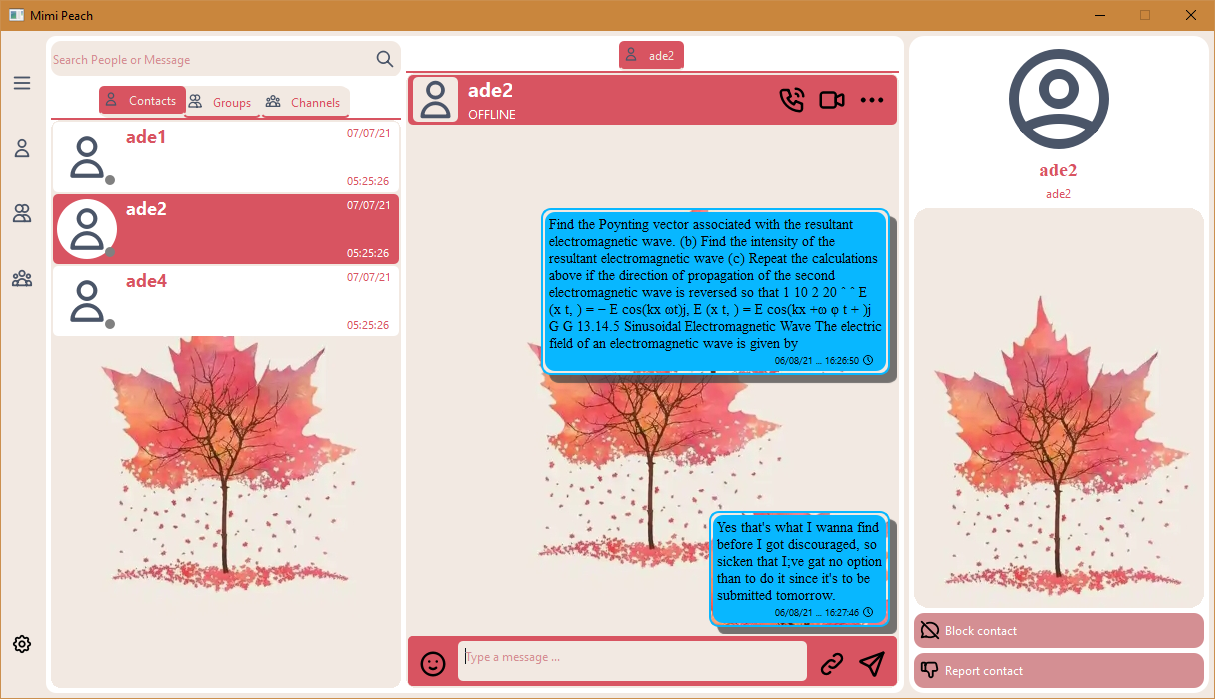 Mimi Peach
Search People or Message
Contacts
Groups
Channels
ade1
07/07/21
05:25:26
ade2
07/07/21
05:25:26
ade4
07/07/21
05:25:26
ade2
ade2
OFFLINE
Find the Poynting vector associated with the resultant
electromagnetic wave. (b) Find the intensity of the
resultant electromagnetic wave (c) Repeat the calculations
above if the direction of propagation of the second
electromagnetic wave is reversed so that 1 10 2 20 ˆ ˆ E
(x t, ) = − E cos(kx ωt)j, E (x t, ) = E cos(kx +ω φ t + )j
G G 13.14.5 Sinusoidal Electromagnetic Wave The electric
field of an electromagnetic wave is given by
06/08/21 ... 16:26:50
Yes that's what I wanna find
before I got discouraged, so
sicken that I;ve gat no option
than to do it since it's to be
submitted tomorrow.
06/08/21 ... 16:27:46
Type a message ...
ade2
ade2
Block contact
Report contact